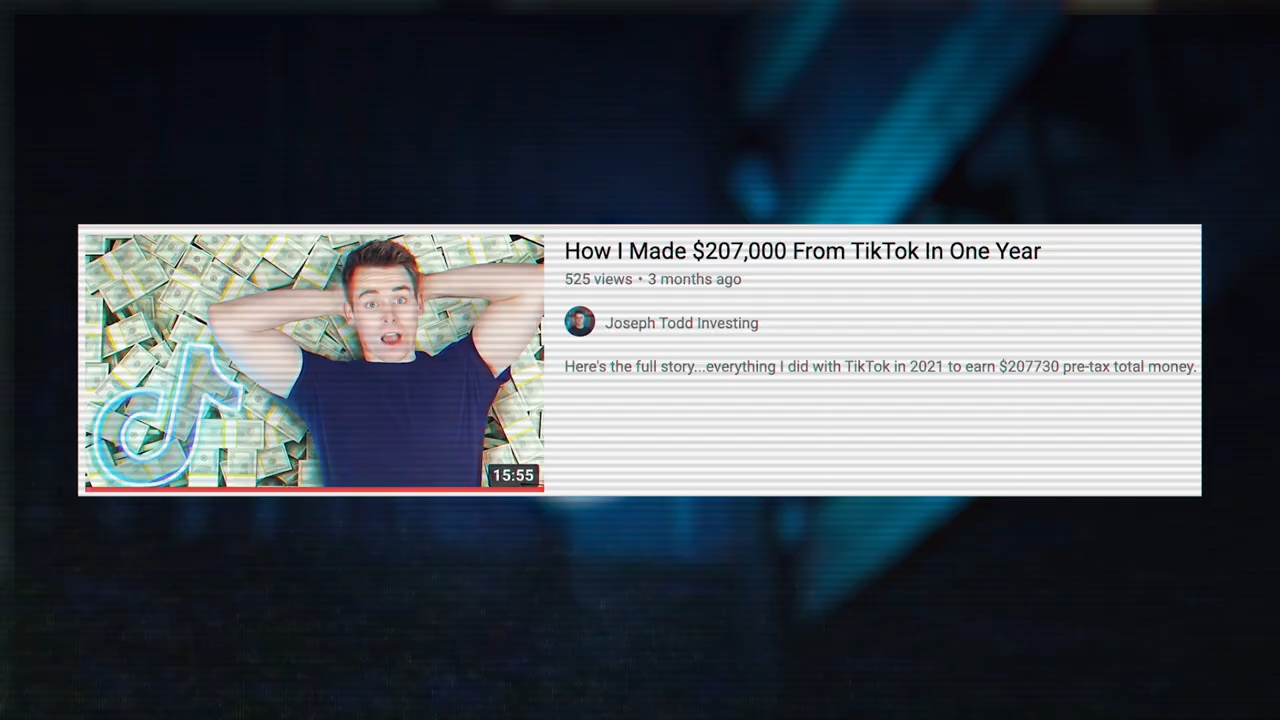 How I Made $207,000 From TikTok In One Year
525 views • 3 months ago
Joseph Todd Investing
Here's the full story...everything I did with TikTok in 2021 to earn $207730 pre-tax total money.
15:55